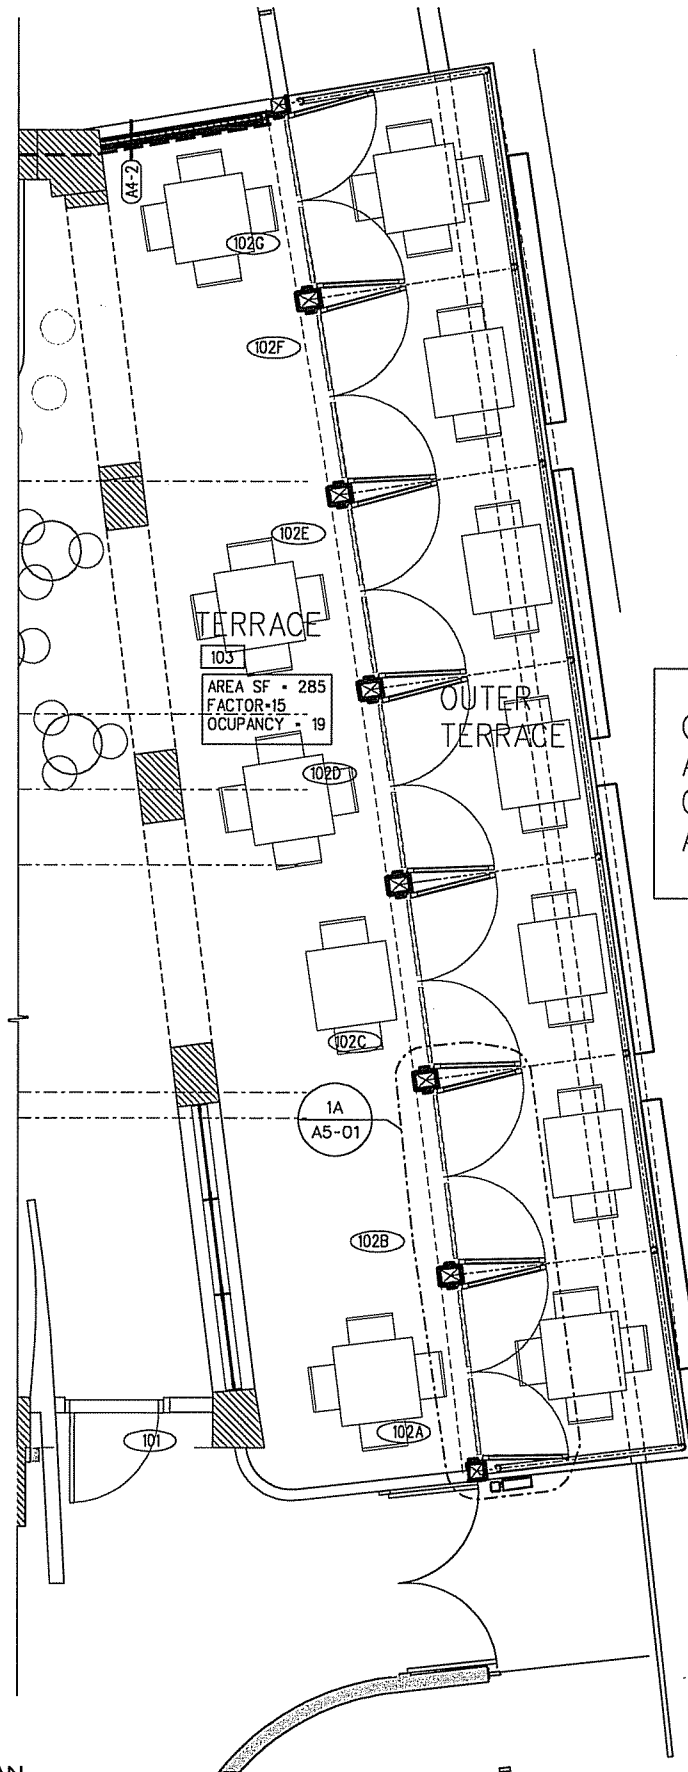 A4-2
102G
102F
102E
TERRACE
103
AREA SF = 285
FACTOR=15
OCUPANCY = 19
OUTER
TERRACE
102D
102C
1A
A5-01
102B
102A
101